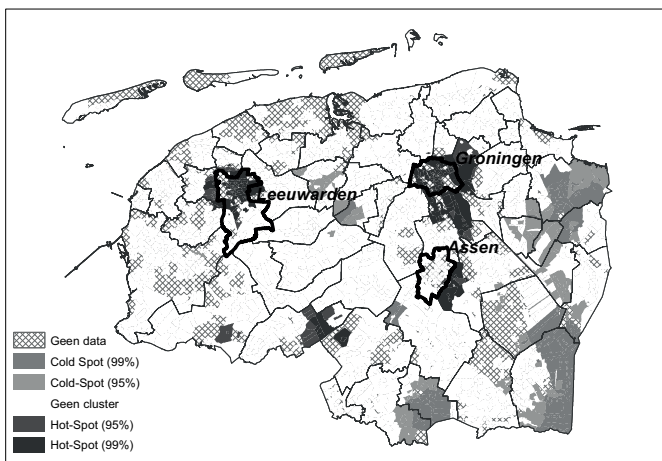 Groningen
Leeuwarden
Assen
Geen data
Cold Spot (99%)
Cold-Spot (95%)
Geen cluster
Hot-Spot (95%)
Hot-Spot (99%)